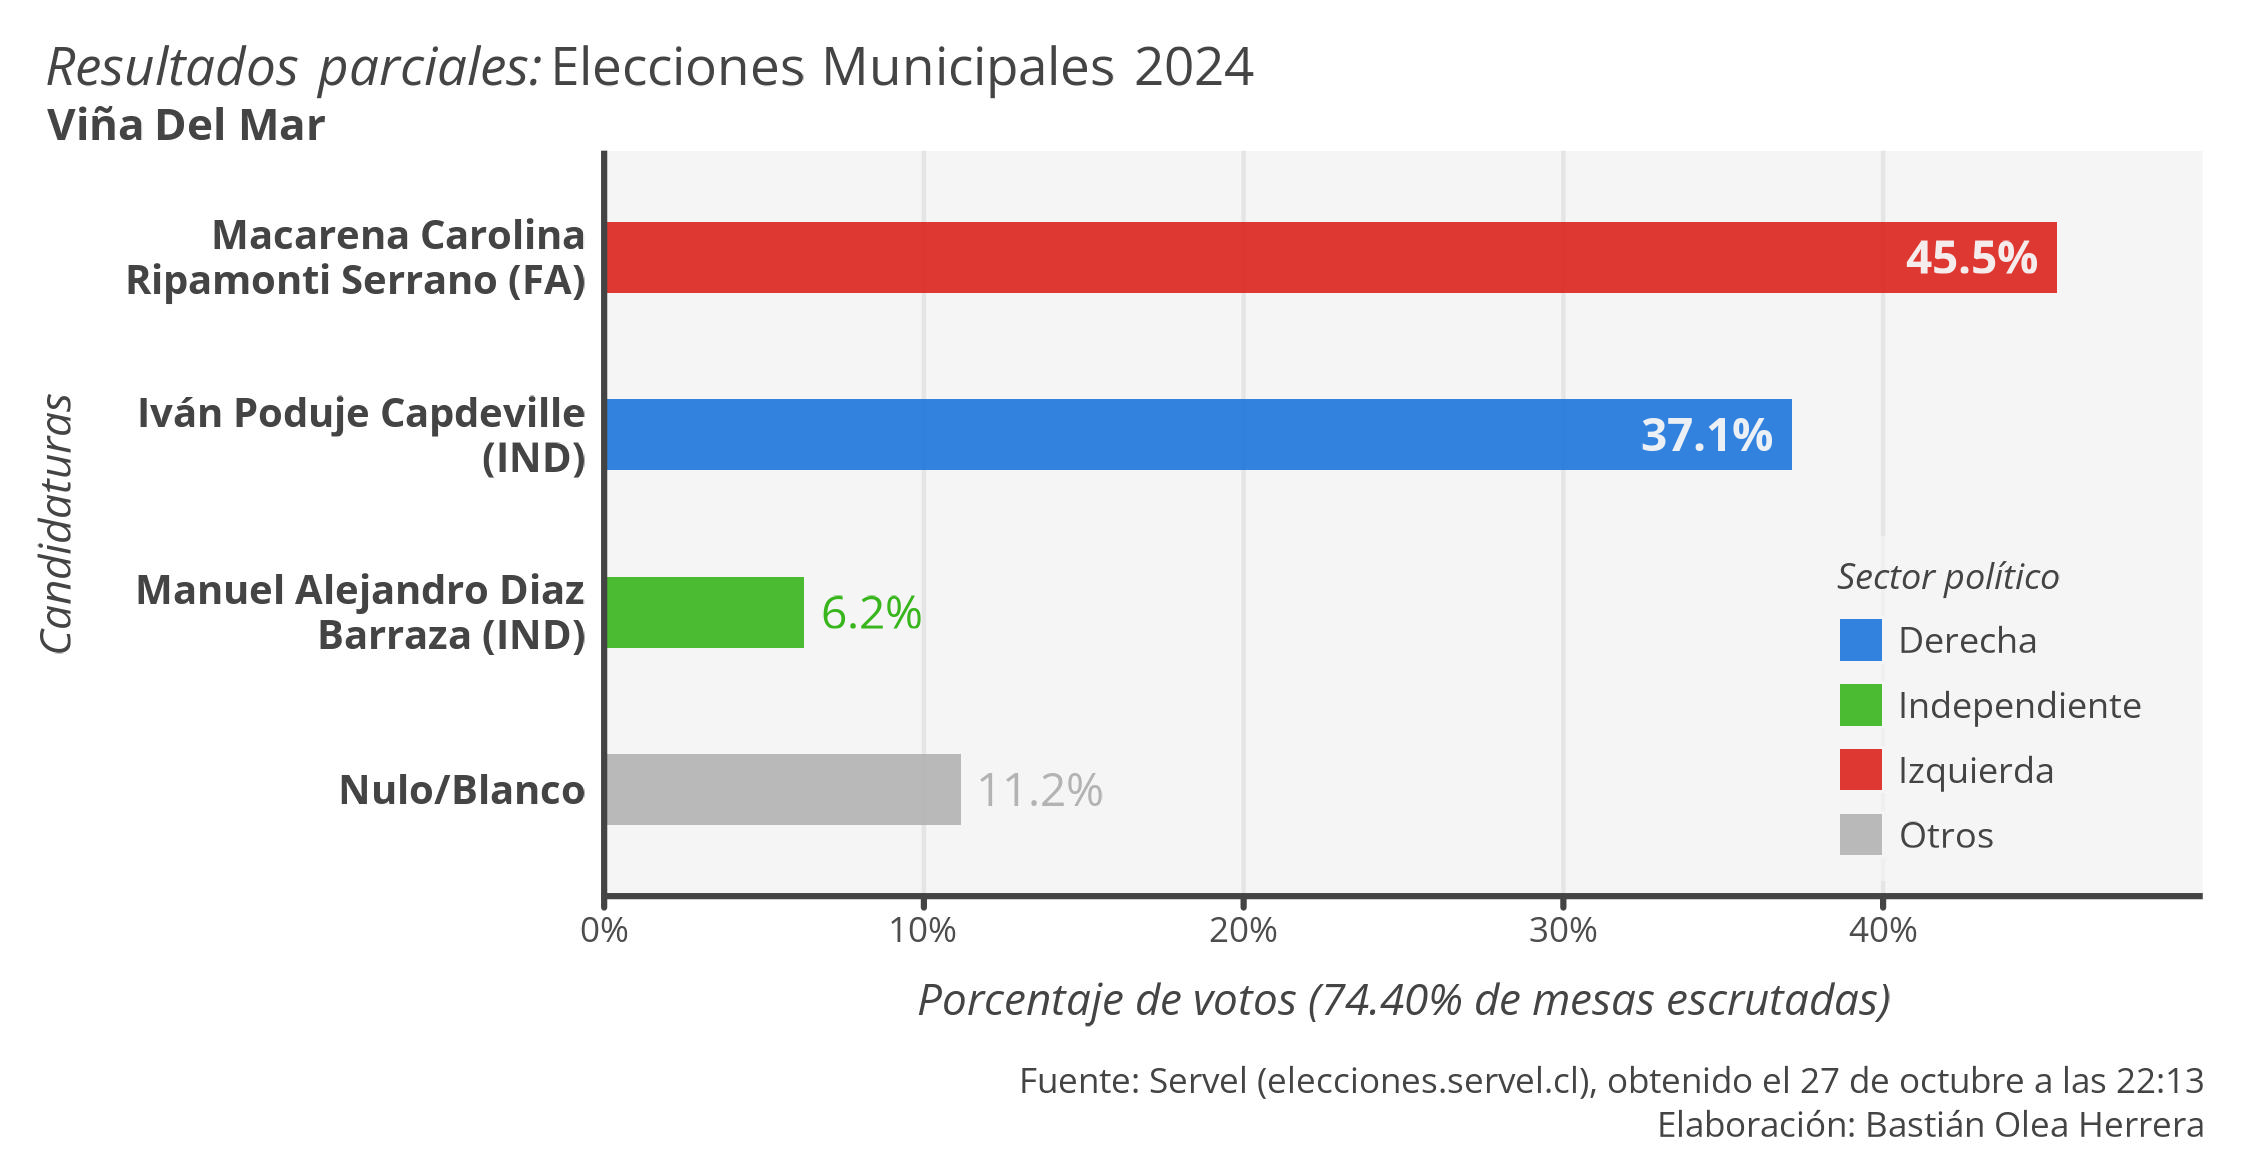 Resultados parciales: Elecciones Municipales 2024
Viña Del Mar
Candidaturas
Macarena Carolina
Ripamonti Serrano (FA)
45.5%
Iván Poduje Capdeville
(IND)
37.1%
Manuel Alejandro Diaz
Barraza (IND)
6.2%
Nulo/Blanco
11.2%
Sector político
Derecha
Independiente
Izquierda
Otros
0% 10% 20% 30% 40%
Porcentaje de votos (74.40% de mesas escrutadas)
Fuente: Servel (elecciones.servel.cl), obtenido el 27 de octubre a las 22:13
Elaboración: Bastián Olea Herrera